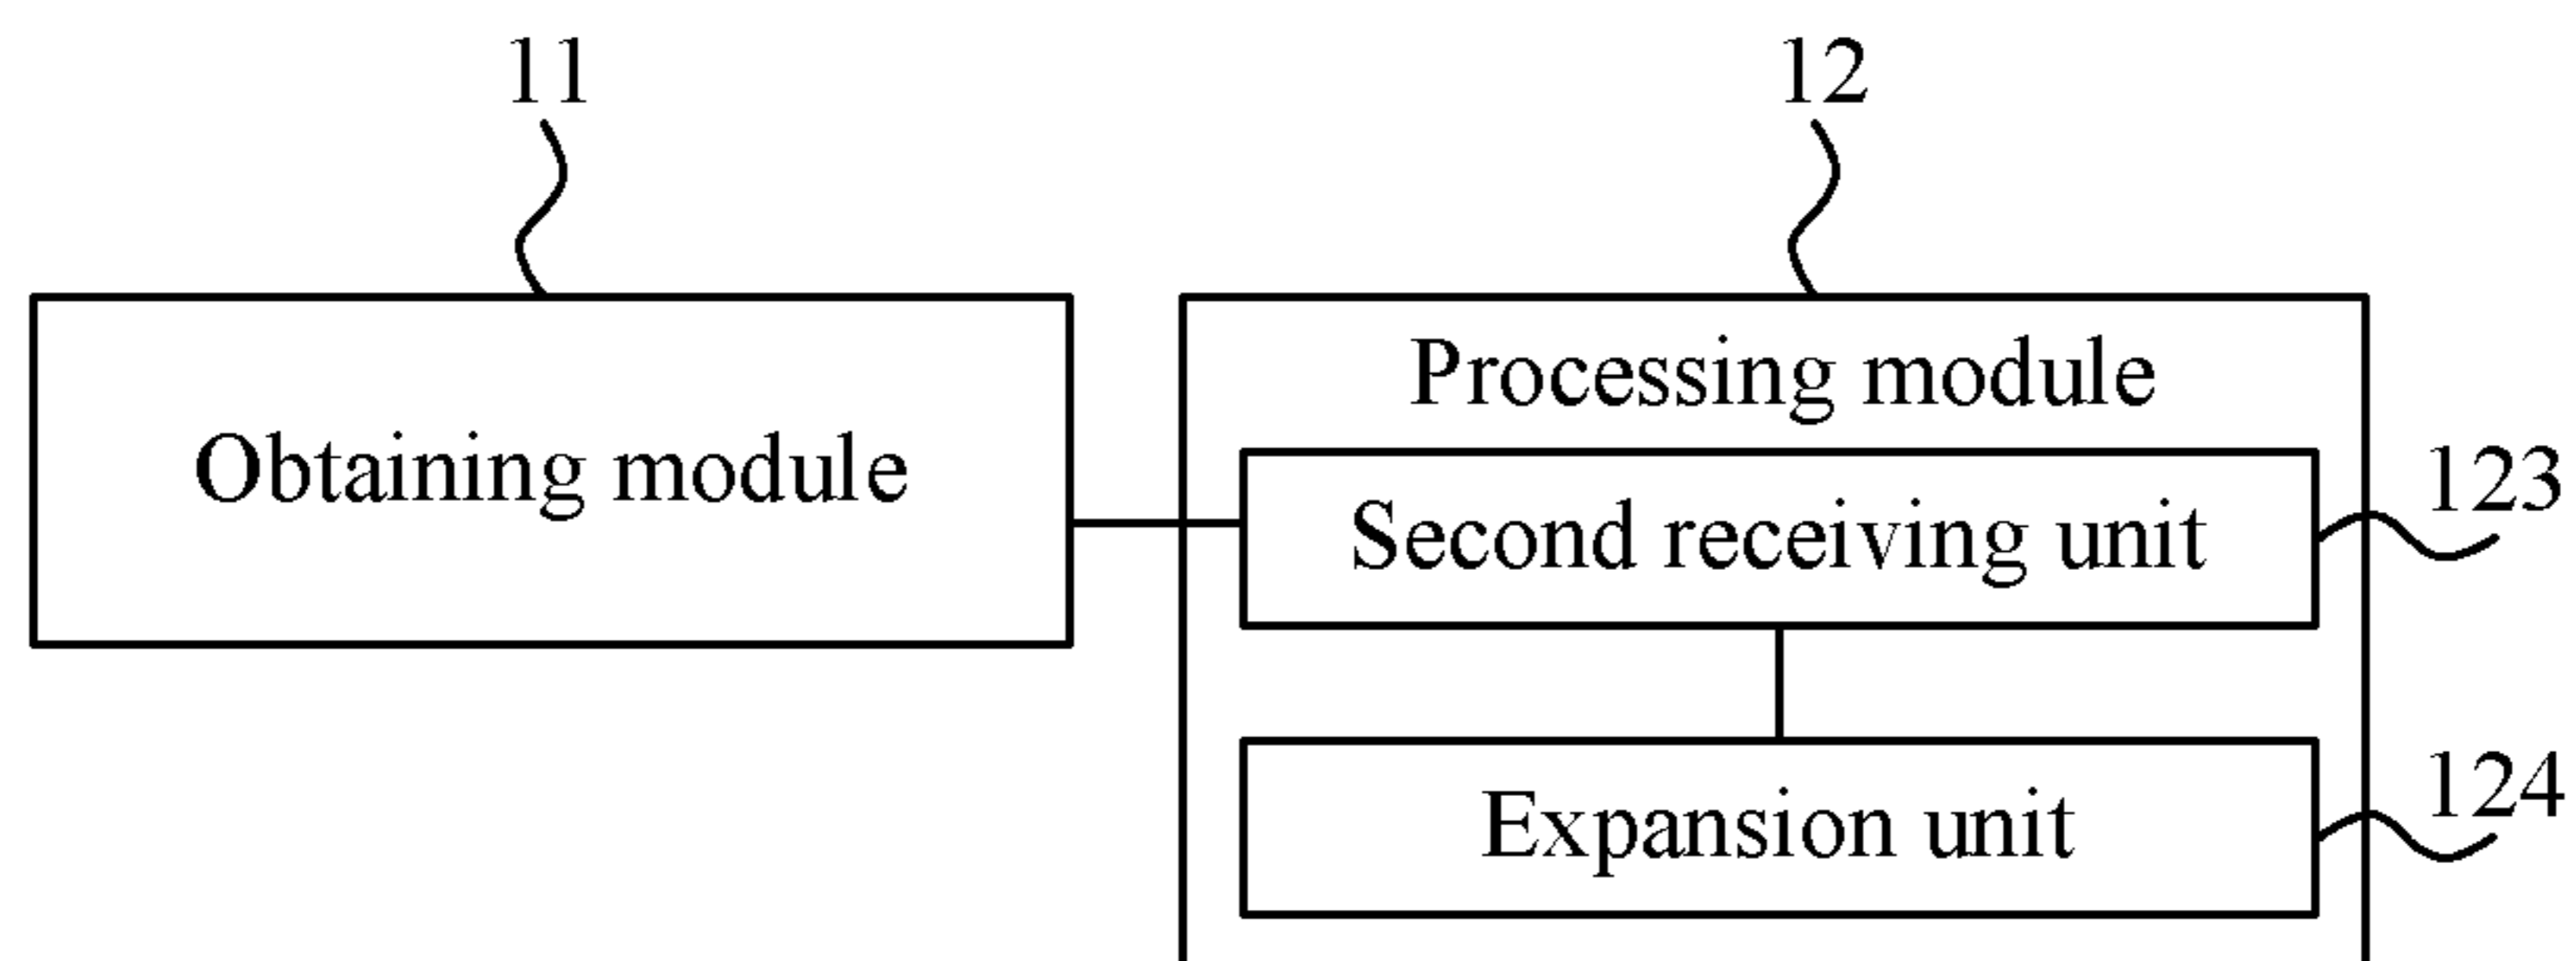 11
12
Processing module
Obtaining module
Second receiving unit
123
Expansion unit
124